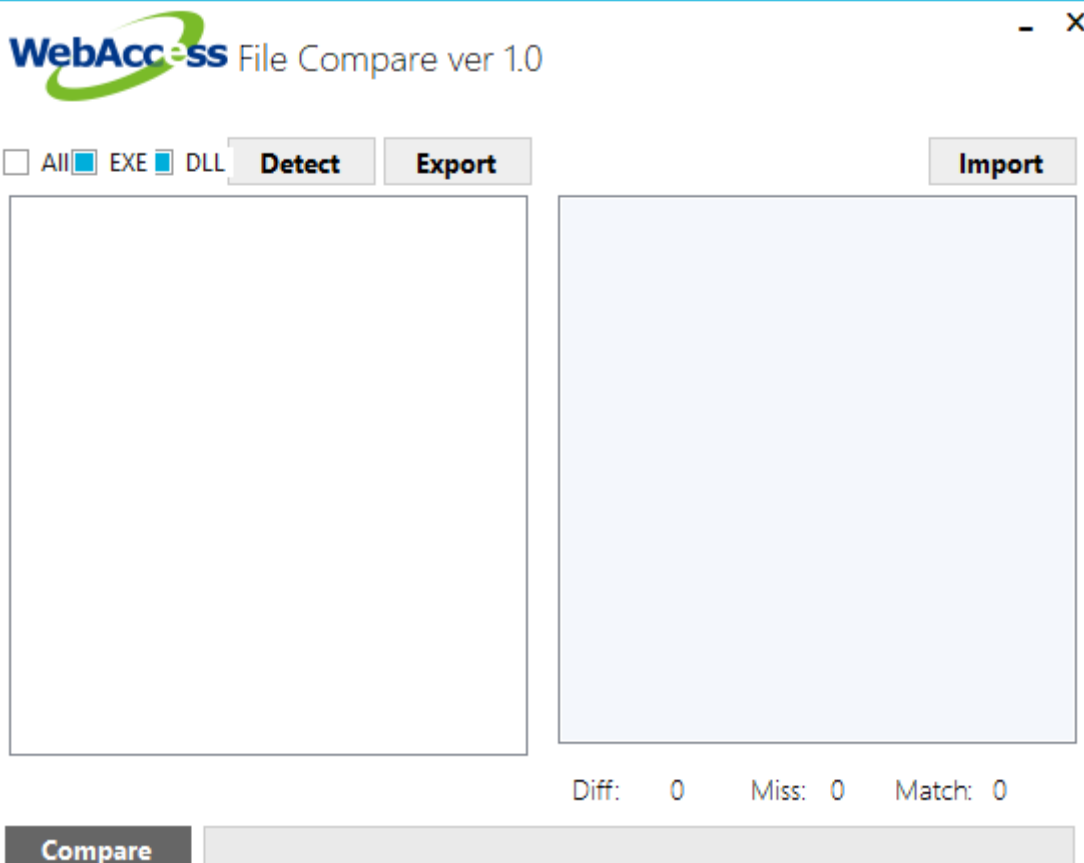 WebAccess File Compare ver 1.0
All EXE DLL Detect Export Import
Diff: 0 Miss: 0 Match: 0
Compare